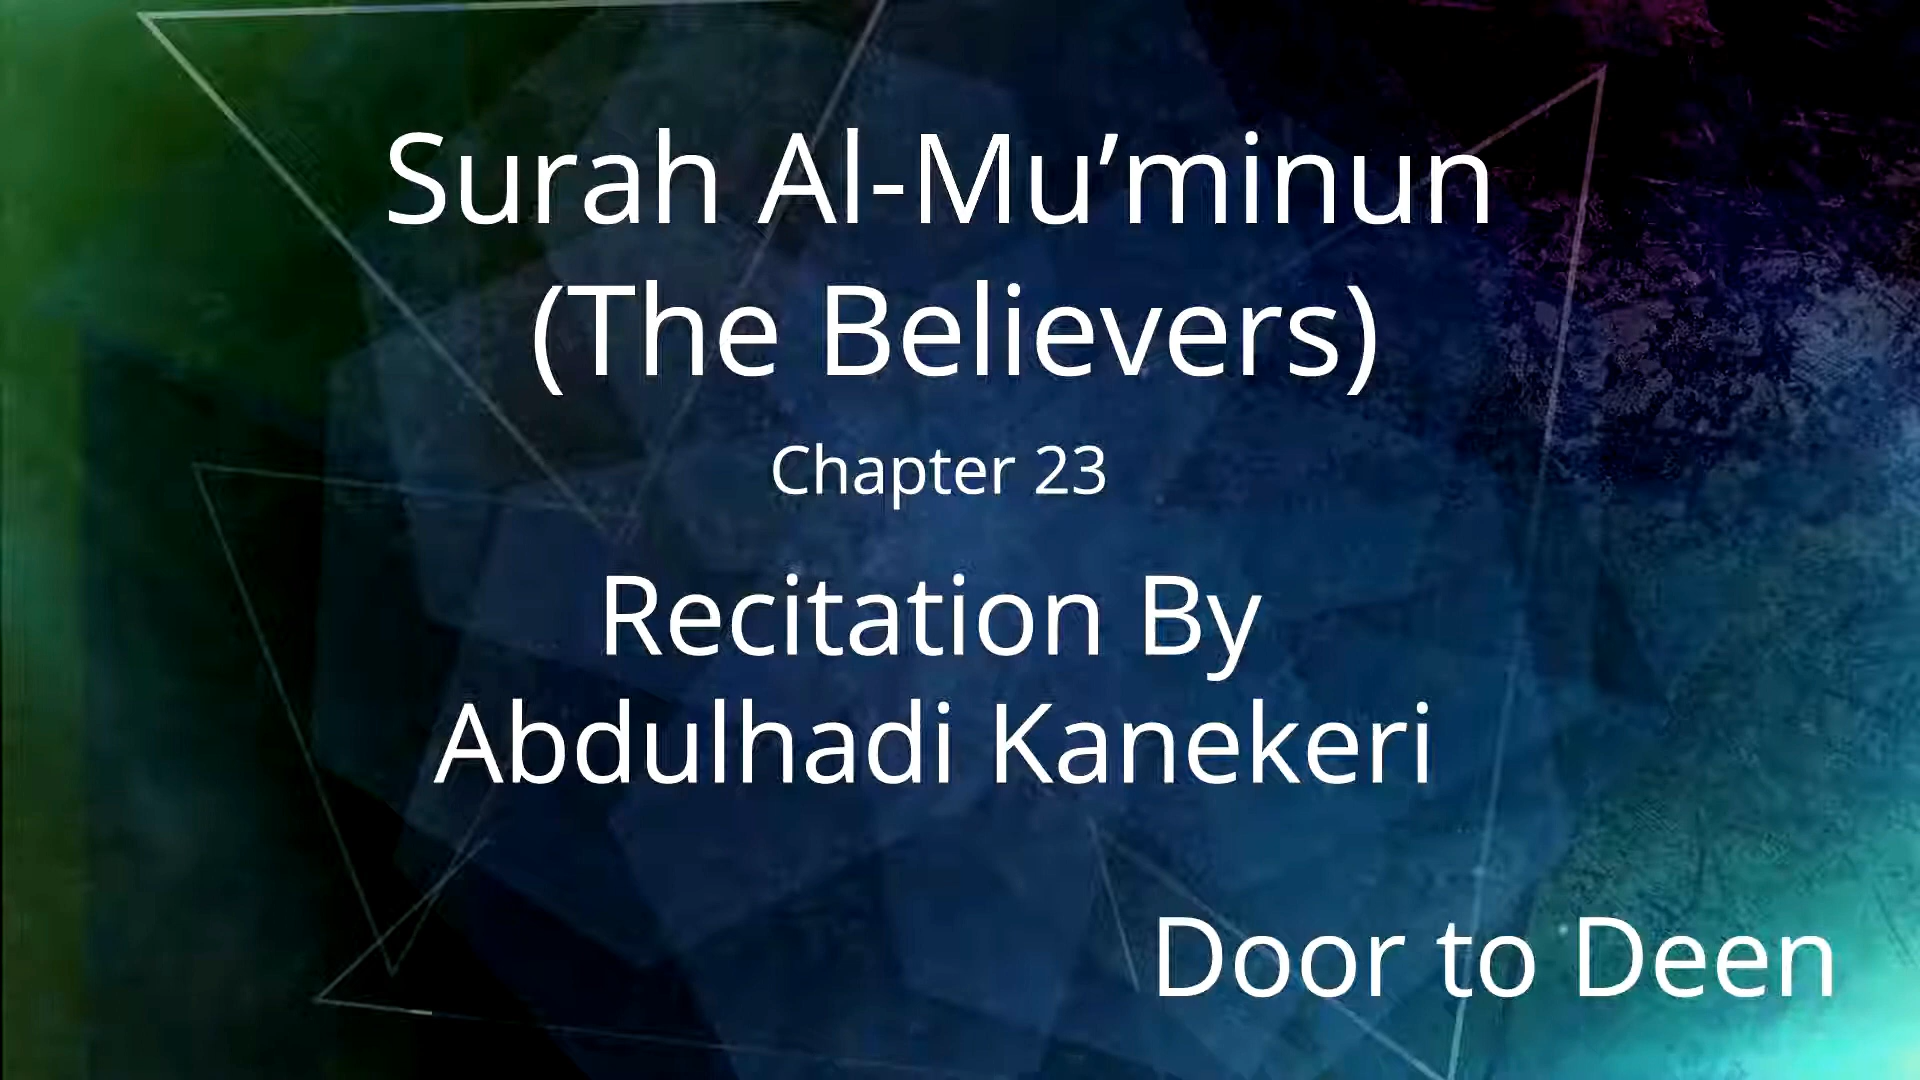 Surah Al-Mu’minun
(The Believers)
Chapter 23
Recitation By
Abdulhadi Kanekeri
Door to Deen